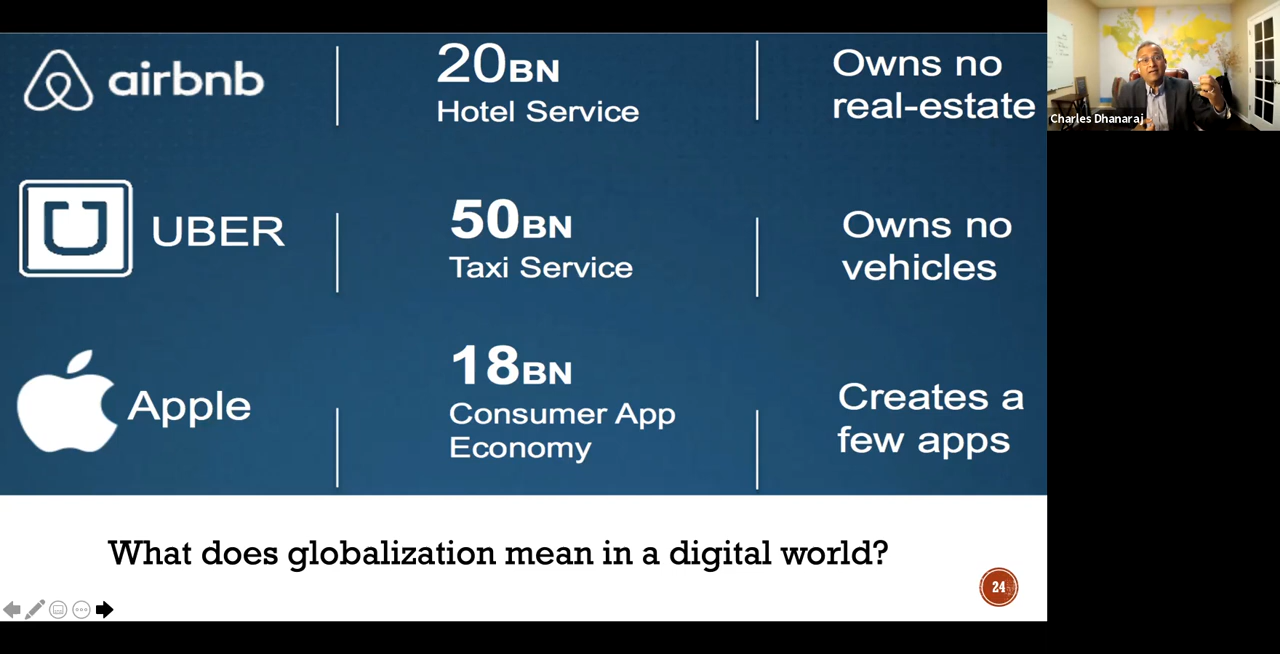 airbnb
20BN
Hotel Service
Owns no
real-estate
UBER
50BN
Taxi Service
Owns no
vehicles
Apple
18BN
Consumer App
Economy
Creates a
few apps
What does globalization mean in a digital world?
24
Charles Dhanaraj